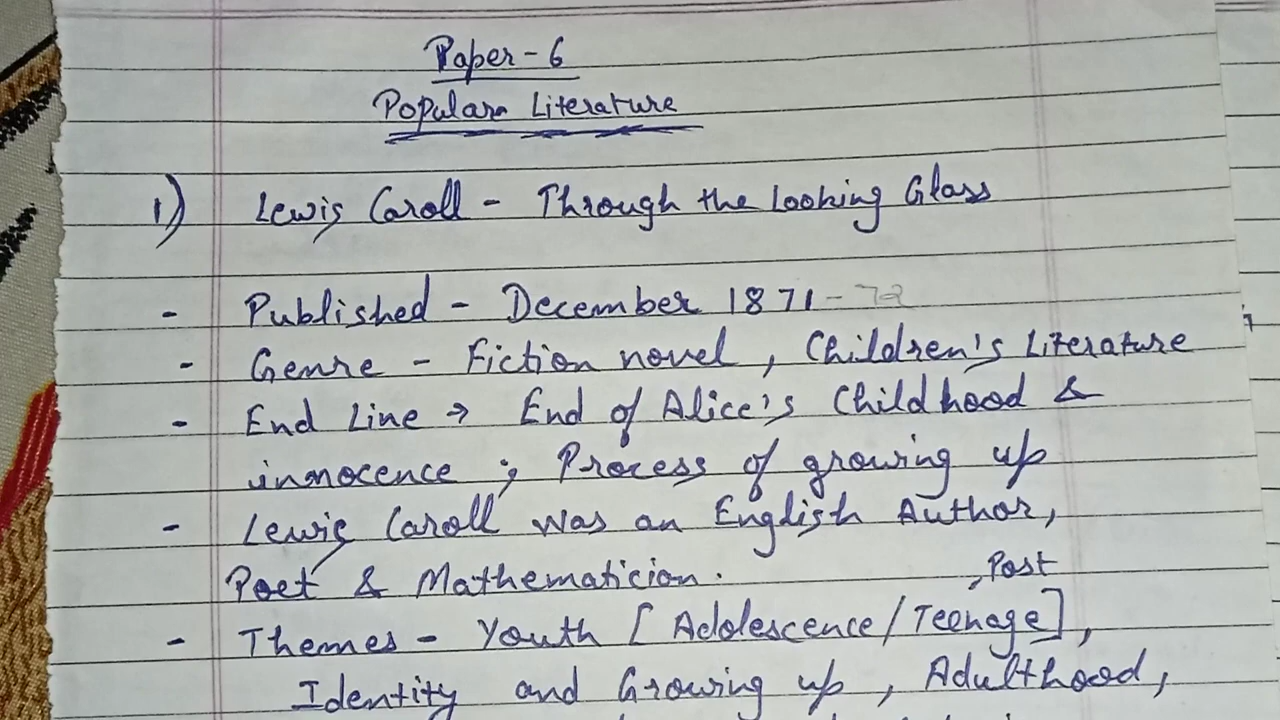 Paper - 6
Popular Literature
1) Lewis Caroll - Through the Looking Glass
- Published - December 1871 - 72
- Genre - Fiction novel, Children's Literature
- End Line → End of Alice's Childhood &
innocence ; Process of growing up
- Lewis Caroll was an English Author,
Poet & Mathematician.
, Post
- Themes - Youth [Adolescence/Teenage],
Identity and Growing up, Adulthood,